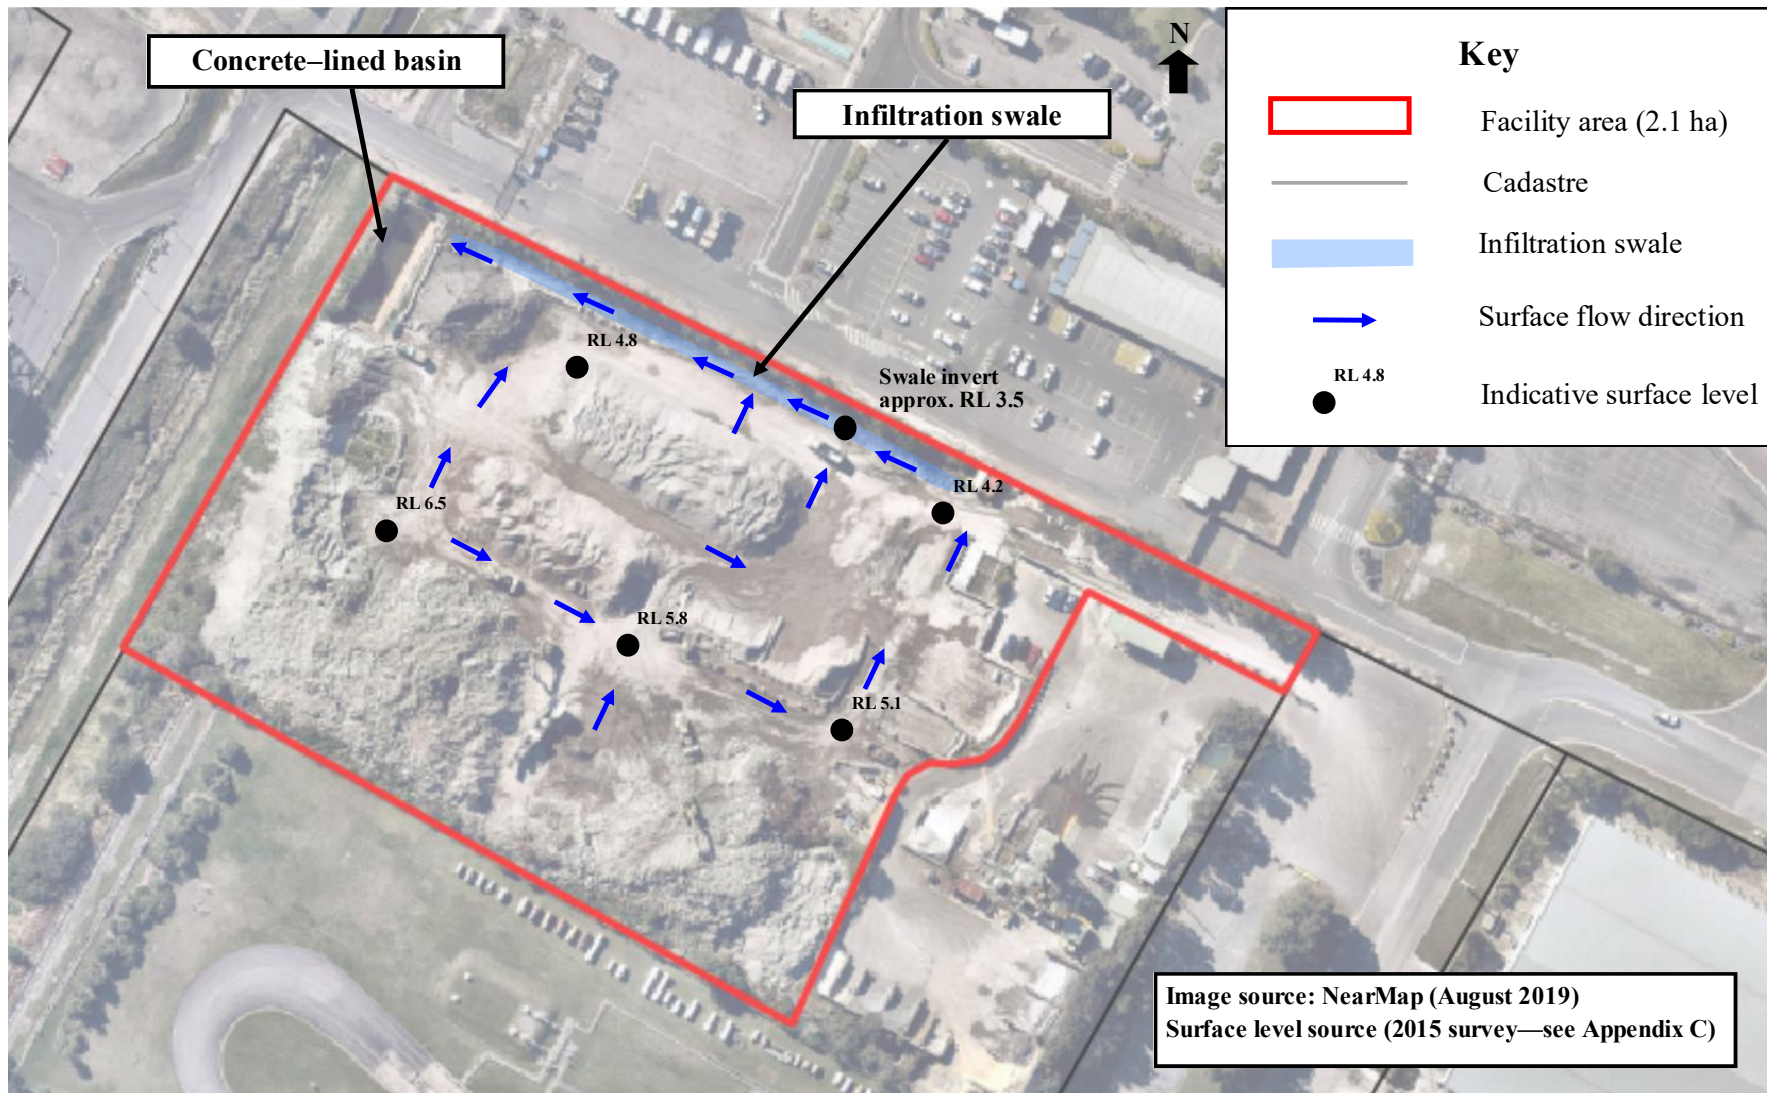 Concrete–lined basin
N
Infiltration swale
Key
Facility area (2.1 ha)
Cadastre
Infiltration swale
Surface flow direction
RL 4.8
Indicative surface level
RL 4.8
Swale invert
approx. RL 3.5
RL 4.2
RL 6.5
RL 5.8
RL 5.1
Image source: NearMap (August 2019)
Surface level source (2015 survey—see Appendix C)